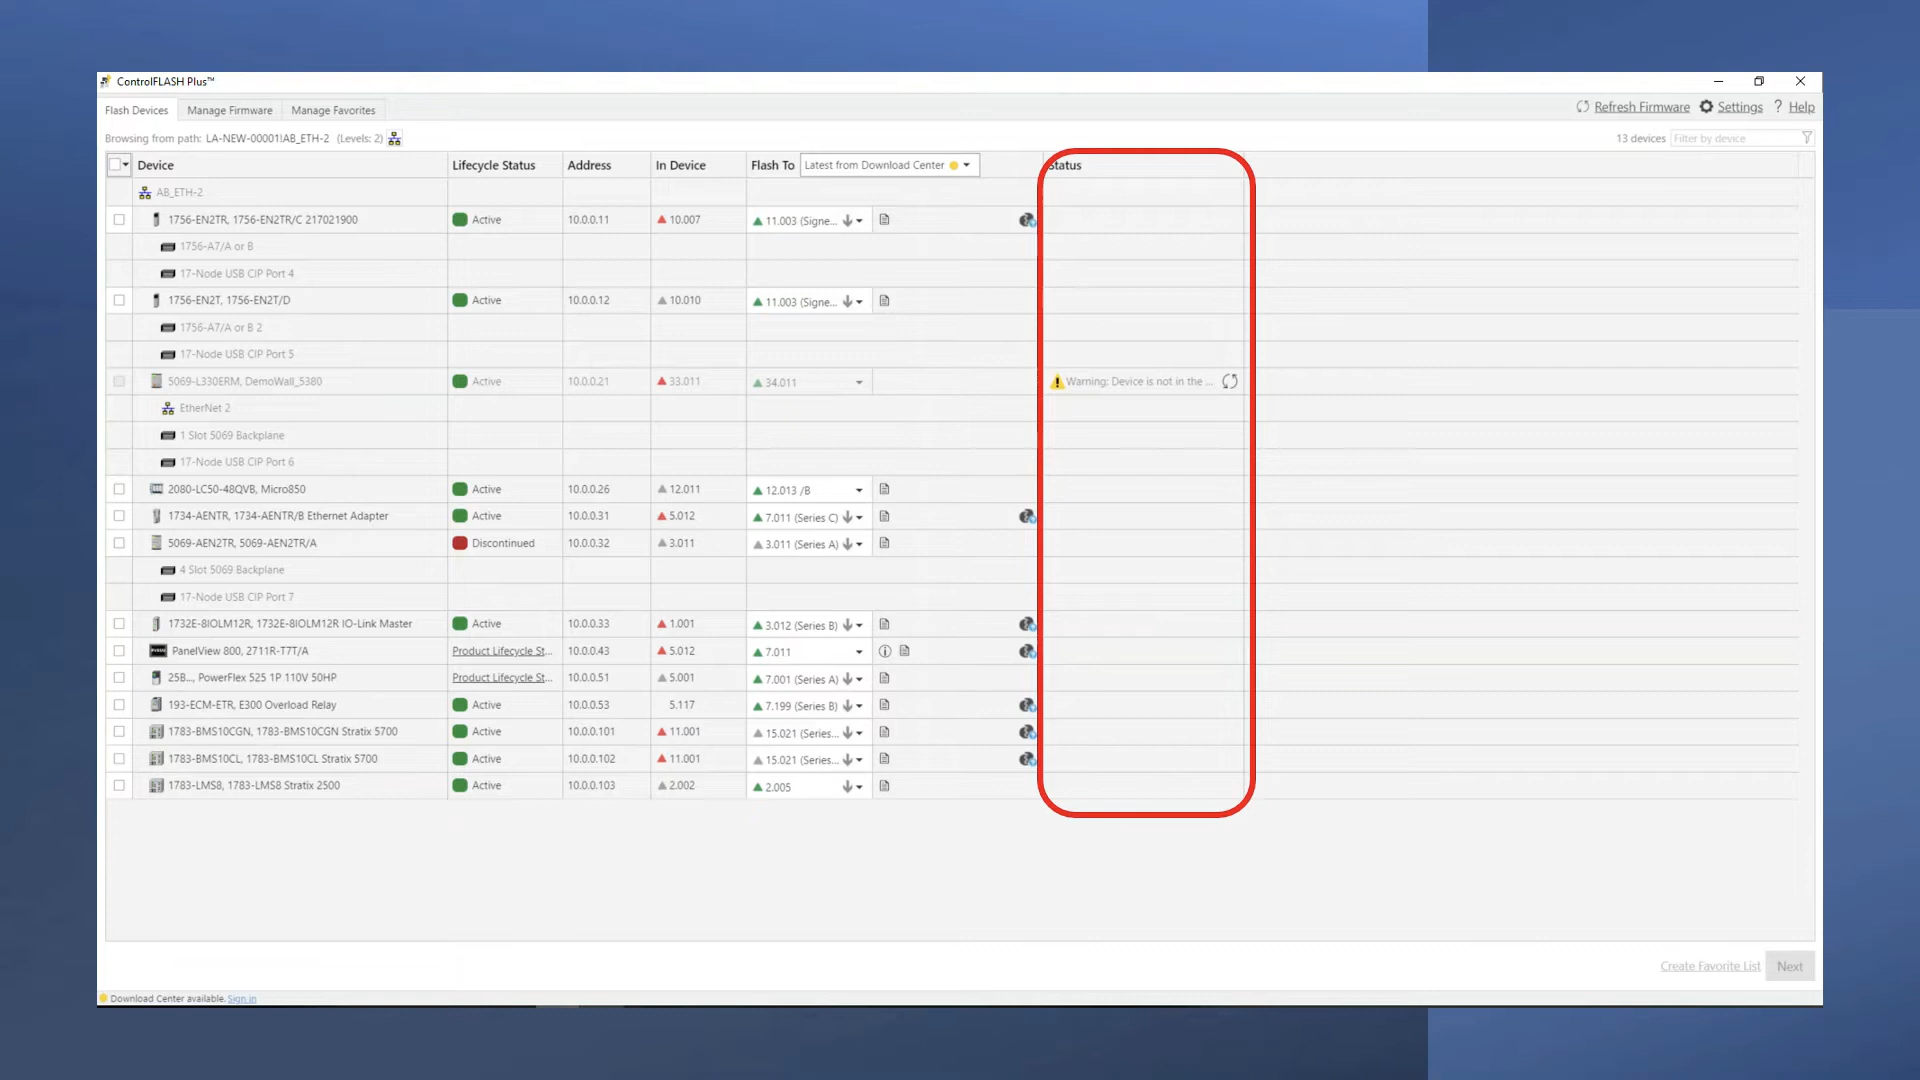 ControlFLASH Plus™
Flash Devices Manage Firmware Manage Favorites Refresh Firmware Settings ? Help
Browsing from path: LA-NEW-00001!AB_ETH-2 (Levels: 2) 13 devices Filter by device
Device Lifecycle Status Address In Device Flash To Latest from Download Center Status
AB_ETH-2
1756-EN2TR, 1756-EN2TR/C 217021900 Active 10.0.0.11 10.007 11.003 (Signe...
1756-A7/A or B
17-Node USB CIP Port 4
1756-EN2T, 1756-EN2T/D Active 10.0.0.12 10.010 11.003 (Signe...
1756-A7/A or B 2
17-Node USB CIP Port 5
5069-L330ERM, DemoWall_5380 Active 10.0.0.21 33.011 34.011 Warning: Device is not in the ...
EtherNet 2
1 Slot 5069 Backplane
17-Node USB CIP Port 6
2080-LC50-48QVB, Micro850 Active 10.0.0.26 12.011 12.013 /B
1734-AENTR, 1734-AENTR/B Ethernet Adapter Active 10.0.0.31 5.012 7.011 (Series C)
5069-AEN2TR, 5069-AEN2TR/A Discontinued 10.0.0.32 3.011 3.011 (Series A)
4 Slot 5069 Backplane
17-Node USB CIP Port 7
1732E-8IOLM12R, 1732E-8IOLM12R IO-Link Master Active 10.0.0.33 1.001 3.012 (Series B)
PanelView 800, 2711R-T7T/A Product Lifecycle St... 10.0.0.43 5.012 7.011
25B..., PowerFlex 525 1P 110V 50HP Product Lifecycle St... 10.0.0.51 5.001 7.001 (Series A)
193-ECM-ETR, E300 Overload Relay Active 10.0.0.53 5.117 7.199 (Series B)
1783-BMS10CGN, 1783-BMS10CGN Stratix 5700 Active 10.0.0.101 11.001 15.021 (Series...
1783-BMS10CL, 1783-BMS10CL Stratix 5700 Active 10.0.0.102 11.001 15.021 (Series...
1783-LMS8, 1783-LMS8 Stratix 2500 Active 10.0.0.103 2.002 2.005
Create Favorite List Next
Download Center available. Sign in